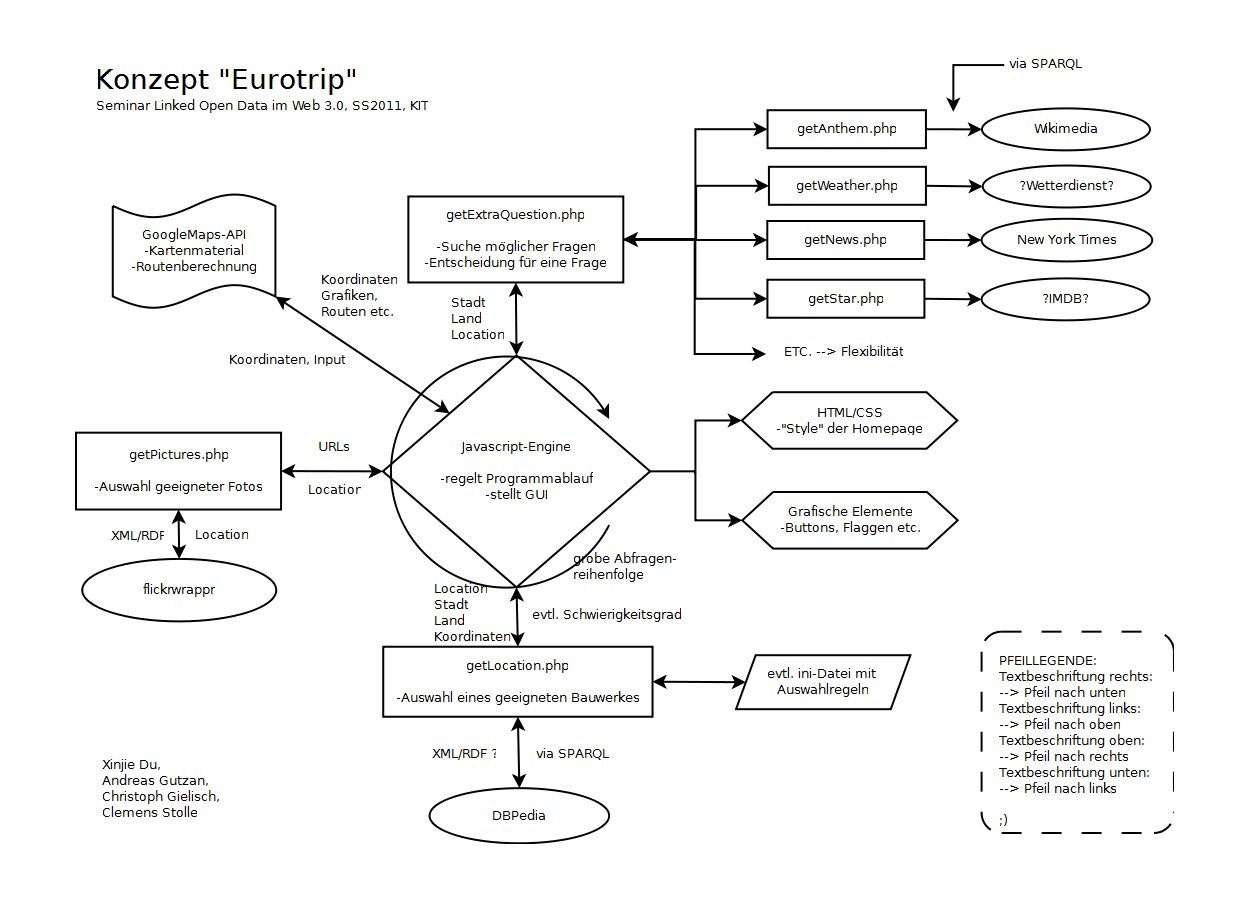 Konzept "Eurotrip"
Seminar Linked Open Data im Web 3.0, SS2011, KIT
via SPARQL
getAnthem.php
Wikimedia
getWeather.php
?Wetterdienst?
getNews.php
New York Times
getStar.php
?IMDB?
ETC. --> Flexibilität
getExtraQuestion.php
-Suche möglicher Fragen
-Entscheidung für eine Frage
GoogleMaps-API
-Kartenmaterial
-Routenberechnung
Koordinaten
Grafiken,
Routen etc.
Koordinaten, Input
Stadt
Land
Location
Javascript-Engine
-regelt Programmablauf
-stellt GUI
HTML/CSS
-"Style" der Homepage
Grafische Elemente
-Buttons, Flaggen etc.
getPictures.php
-Auswahl geeigneter Fotos
URLs
Location
XML/RDF
Location
flickrwrappr
grobe Abfragen-
reihenfolge
Location
Stadt
Land
Koordinaten
evtl. Schwierigkeitsgrad
getLocation.php
-Auswahl eines geeigneten Bauwerkes
evtl. ini-Datei mit
Auswahlregeln
XML/RDF ?
via SPARQL
DBPedia
Xinjie Du,
Andreas Gutzan,
Christoph Gielisch,
Clemens Stolle
PFEILLEGENDE:
Textbeschriftung rechts:
--> Pfeil nach unten
Textbeschriftung links:
--> Pfeil nach oben
Textbeschriftung oben:
--> Pfeil nach rechts
Textbeschriftung unten:
--> Pfeil nach links
;)